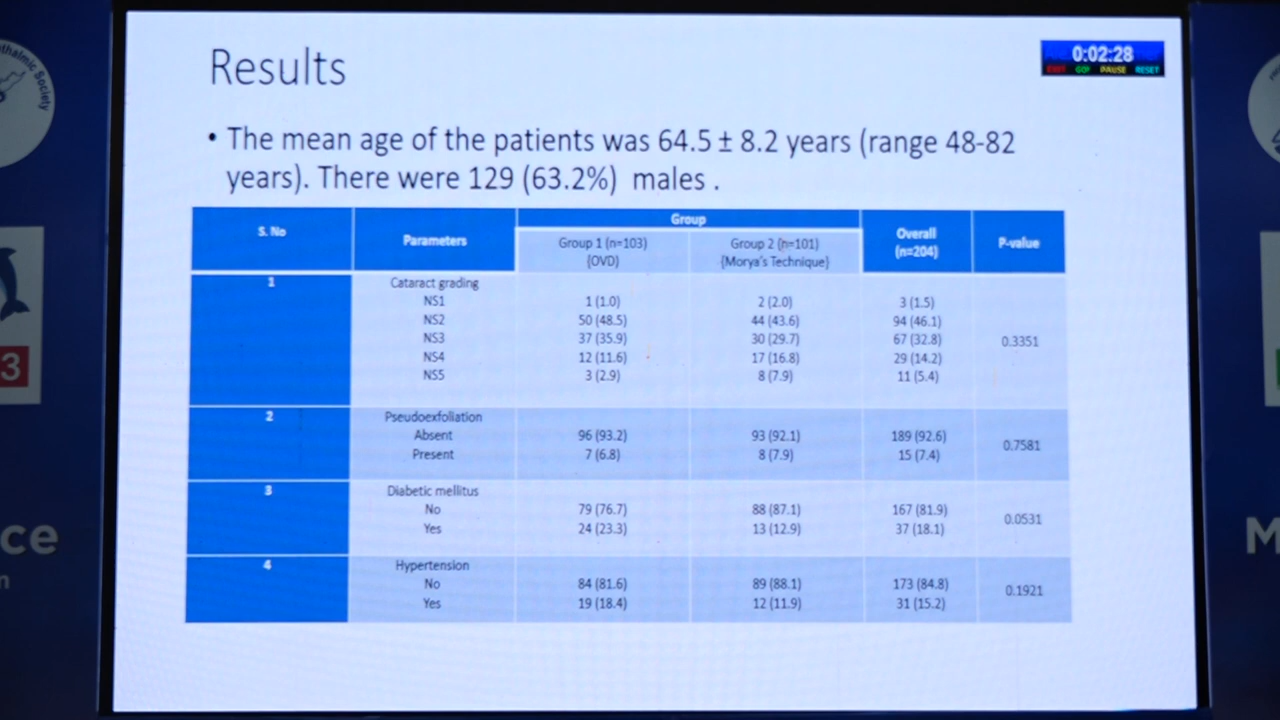 Results
0:02:28
EXIT GO! PAUSE RESET
• The mean age of the patients was 64.5 ± 8.2 years (range 48-82
years). There were 129 (63.2%) males .
S. No Parameters Group Overall (n=204) P-value
Group 1 (n=103) (OVD) Group 2 (n=101) (Morya's Technique)
1 Cataract grading
NS1 1 (1.0) 2 (2.0) 3 (1.5)
NS2 50 (48.5) 44 (43.6) 94 (46.1)
NS3 37 (35.9) 30 (29.7) 67 (32.8) 0.3351
NS4 12 (11.6) 17 (16.8) 29 (14.2)
NS5 3 (2.9) 8 (7.9) 11 (5.4)
2 Pseudoexfoliation
Absent 96 (93.2) 93 (92.1) 189 (92.6) 0.7581
Present 7 (6.8) 8 (7.9) 15 (7.4)
3 Diabetic mellitus
No 79 (76.7) 88 (87.1) 167 (81.9) 0.0531
Yes 24 (23.3) 13 (12.9) 37 (18.1)
4 Hypertension
No 84 (81.6) 89 (88.1) 173 (84.8) 0.1921
Yes 19 (18.4) 12 (11.9) 31 (15.2)
thalmic Society
3
ce
n
M